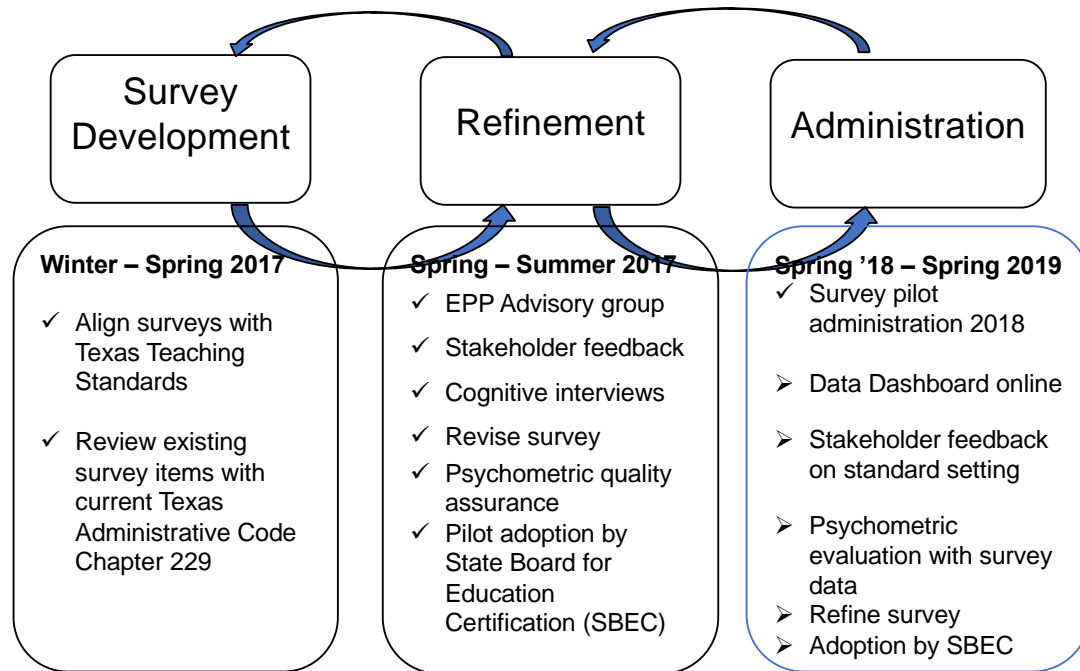 Survey
Development
Refinement
Administration
Winter – Spring 2017
✓ Align surveys with
Texas Teaching
Standards
✓ Review existing
survey items with
current Texas
Administrative Code
Chapter 229
Spring – Summer 2017
✓ EPP Advisory group
✓ Stakeholder feedback
✓ Cognitive interviews
✓ Revise survey
✓ Psychometric quality
assurance
✓ Pilot adoption by
State Board for
Education
Certification (SBEC)
Spring ’18 – Spring 2019
✓ Survey pilot
administration 2018
➢ Data Dashboard online
➢ Stakeholder feedback
on standard setting
➢ Psychometric
evaluation with survey
data
➢ Refine survey
➢ Adoption by SBEC